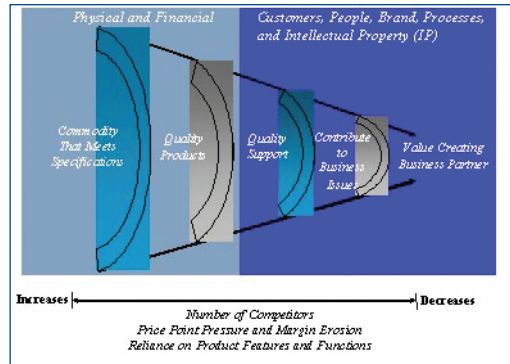 Physical and Financial
Customers, People, Brand, Processes,
and Intellectual Property (IP)
Commodity
That Meets
Specifications
Quality
Products
Quality
Support
Contribute
to
Business
Issues
Value Creating
Business Partner
Increases
Decreases
Number of Competitors
Price Point Pressure and Margin Erosion
Reliance on Product Features and Functions